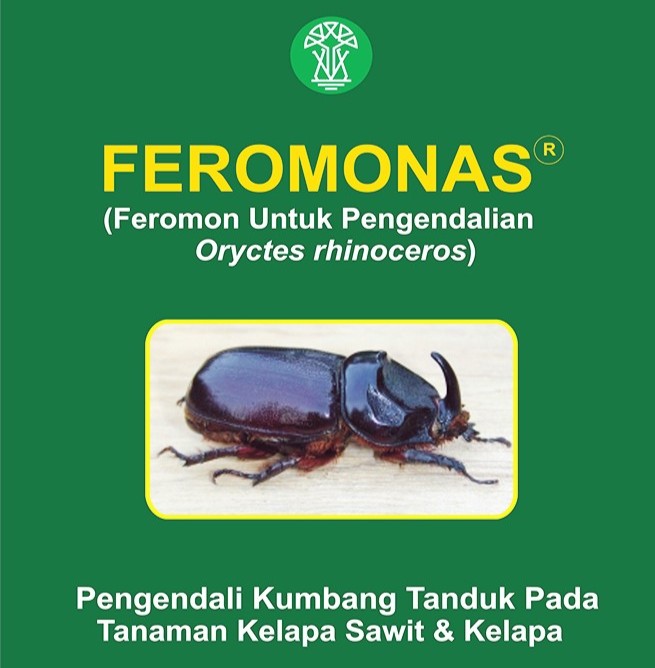 FEROMONAS®
(Feromon Untuk Pengendalian
Oryctes rhinoceros)
Pengendali Kumbang Tanduk Pada
Tanaman Kelapa Sawit & Kelapa